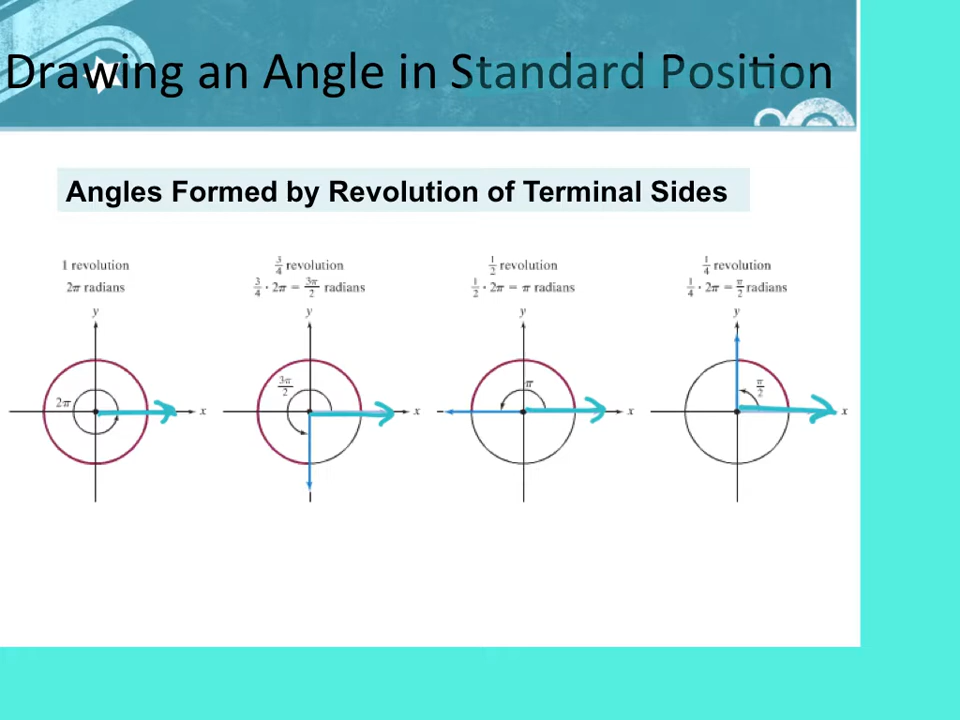 Drawing an Angle in Standard Position
Angles Formed by Revolution of Terminal Sides
1 revolution
2π radians
y
2π
x
3/4 revolution
3/4 · 2π = 3π/2 radians
y
3π/2
x
1/2 revolution
1/2 · 2π = π radians
y
π
x
1/4 revolution
1/4 · 2π = π/2 radians
y
π/2
x